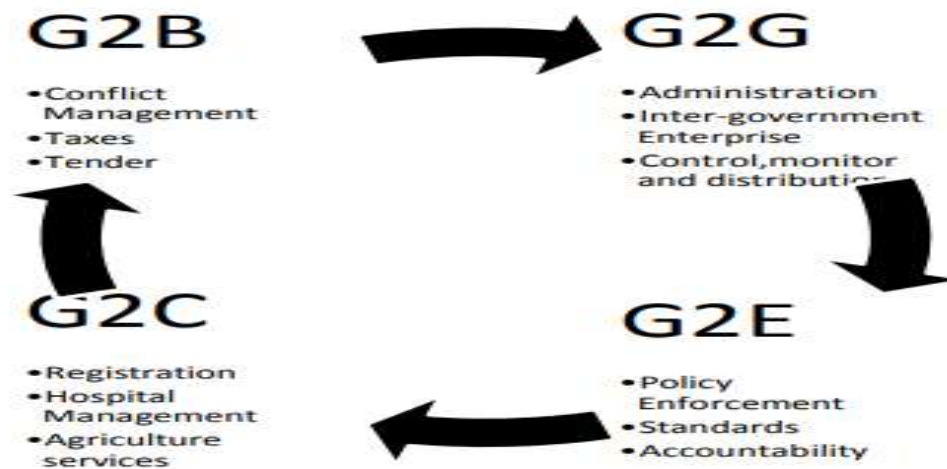 G2B
•Conflict
Management
•Taxes
•Tender
G2G
•Administration
•Inter-government
Enterprise
•Control,monitor
and distribution
G2C
•Registration
•Hospital
Management
•Agriculture
services
G2E
•Policy
Enforcement
•Standards
•Accountability